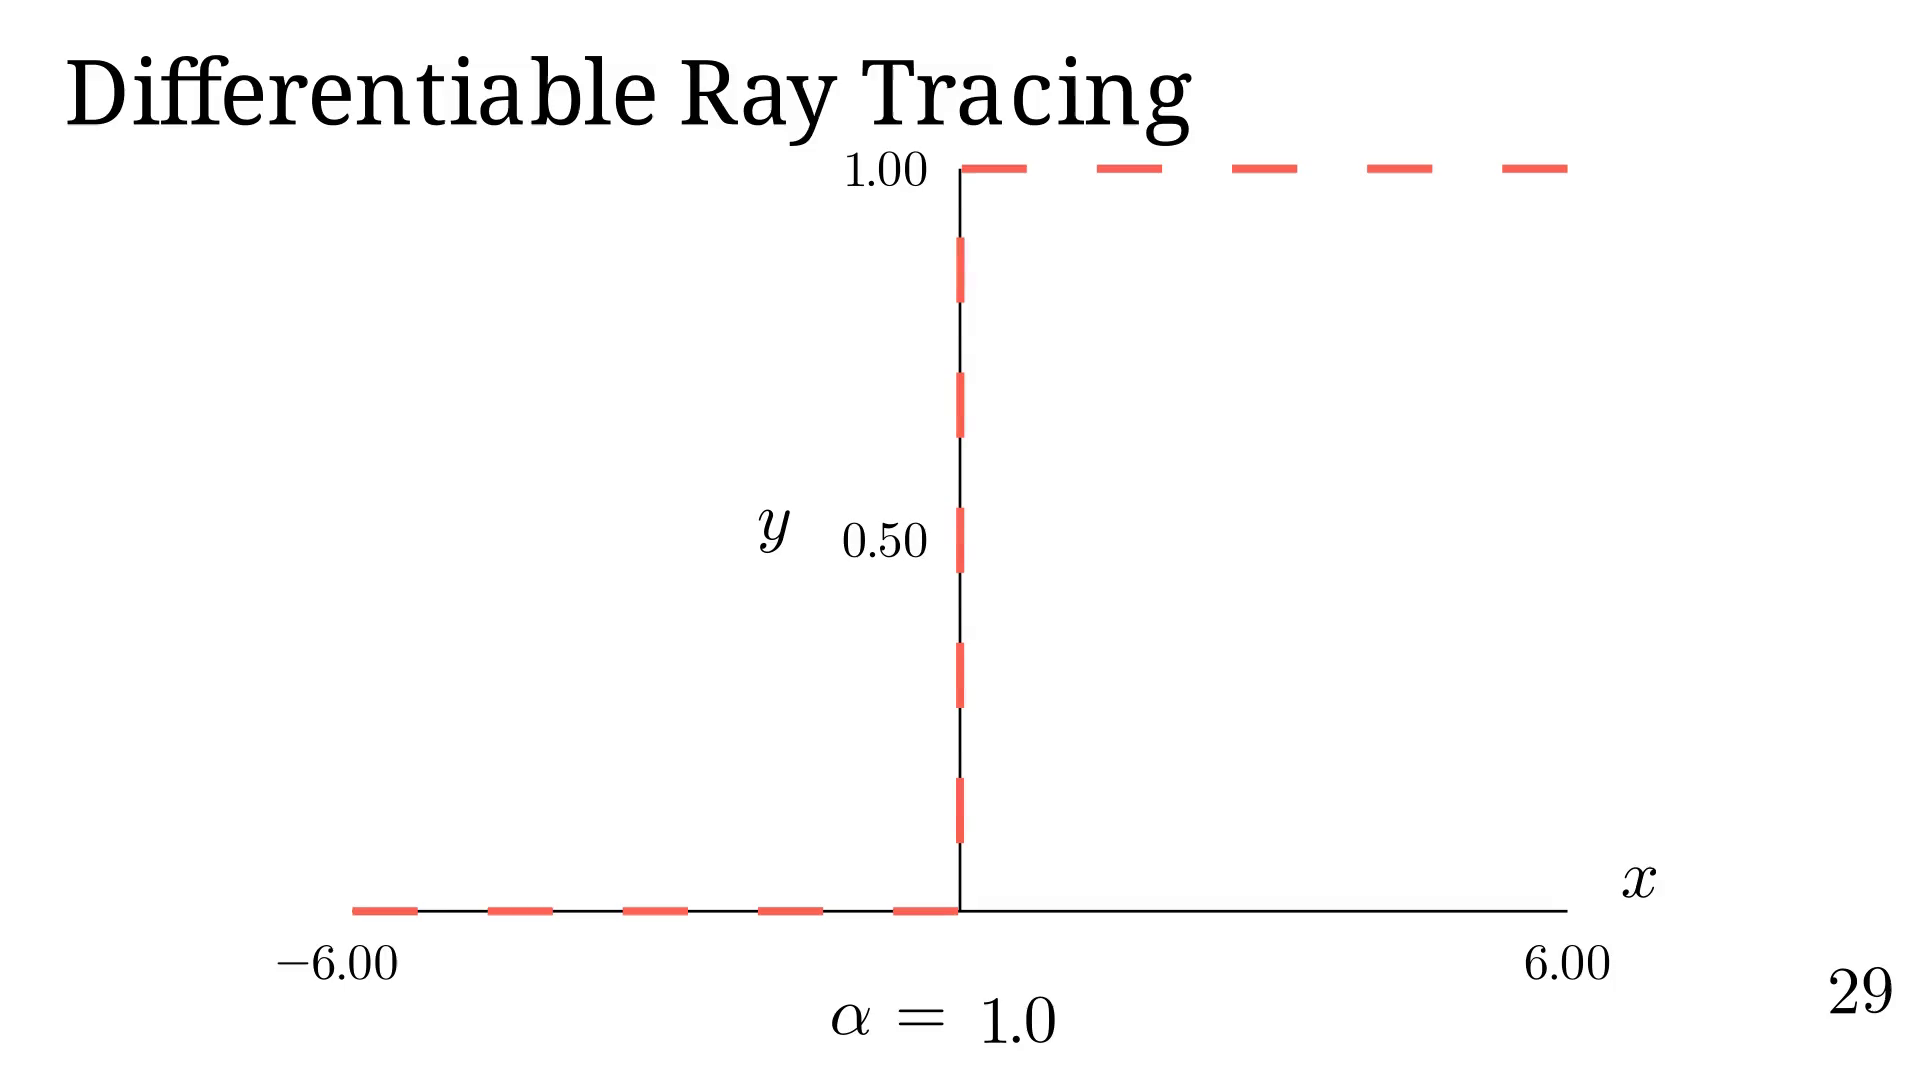 Differentiable Ray Tracing
1.00
y
0.50
x
−6.00
6.00
α = 1.0
29